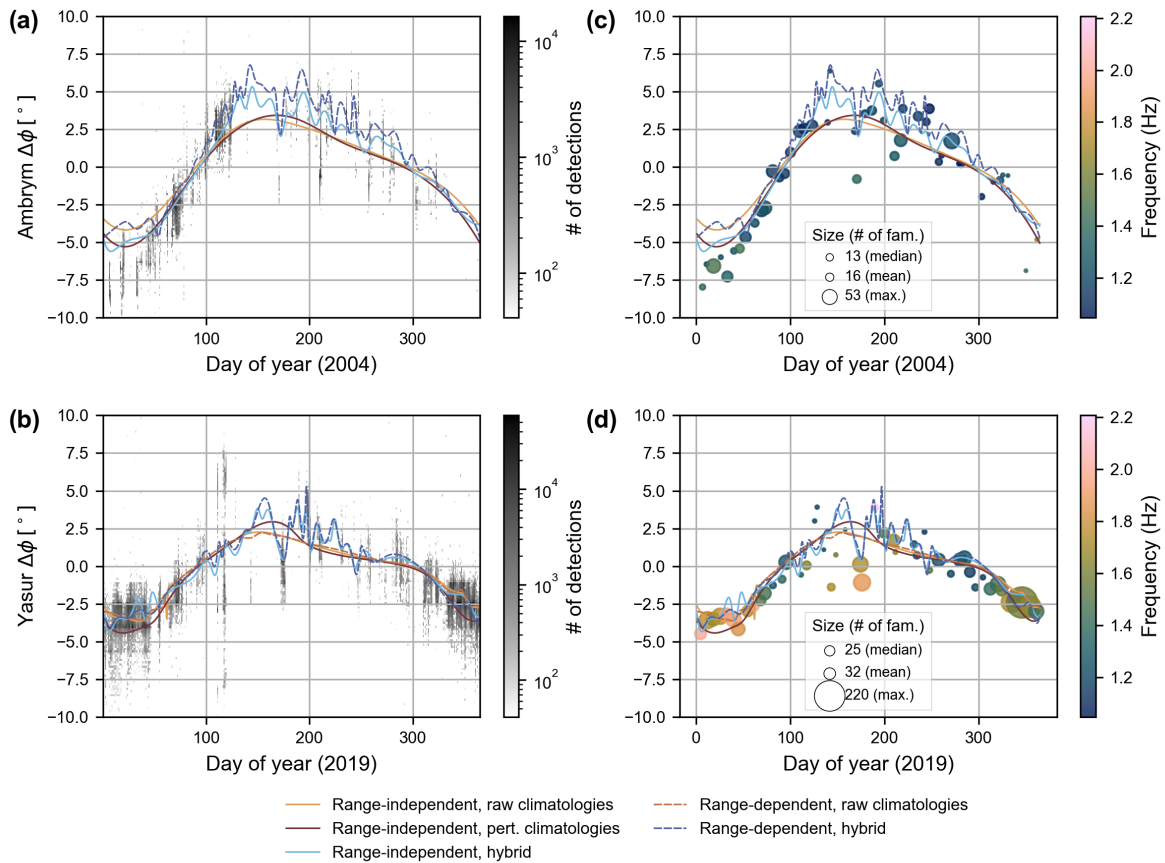 (a)
10.0
7.5
5.0
2.5
0.0
−2.5
−5.0
−7.5
−10.0
Ambrym Δϕ [ ° ]
100
200
300
Day of year (2004)
10⁴
10³
10²
# of detections
(c)
10.0
7.5
5.0
2.5
0.0
−2.5
−5.0
−7.5
−10.0
Size (# of fam.)
13 (median)
16 (mean)
53 (max.)
0
100
200
300
Day of year (2004)
2.2
2.0
1.8
1.6
1.4
1.2
Frequency (Hz)
(b)
10.0
7.5
5.0
2.5
0.0
−2.5
−5.0
−7.5
−10.0
Yasur Δϕ [ ° ]
100
200
300
Day of year (2019)
10⁴
10³
10²
# of detections
(d)
10.0
7.5
5.0
2.5
0.0
−2.5
−5.0
−7.5
−10.0
Size (# of fam.)
25 (median)
32 (mean)
220 (max.)
0
100
200
300
Day of year (2019)
2.2
2.0
1.8
1.6
1.4
1.2
Frequency (Hz)
Range-independent, raw climatologies
Range-independent, pert. climatologies
Range-independent, hybrid
Range-dependent, raw climatologies
Range-dependent, hybrid